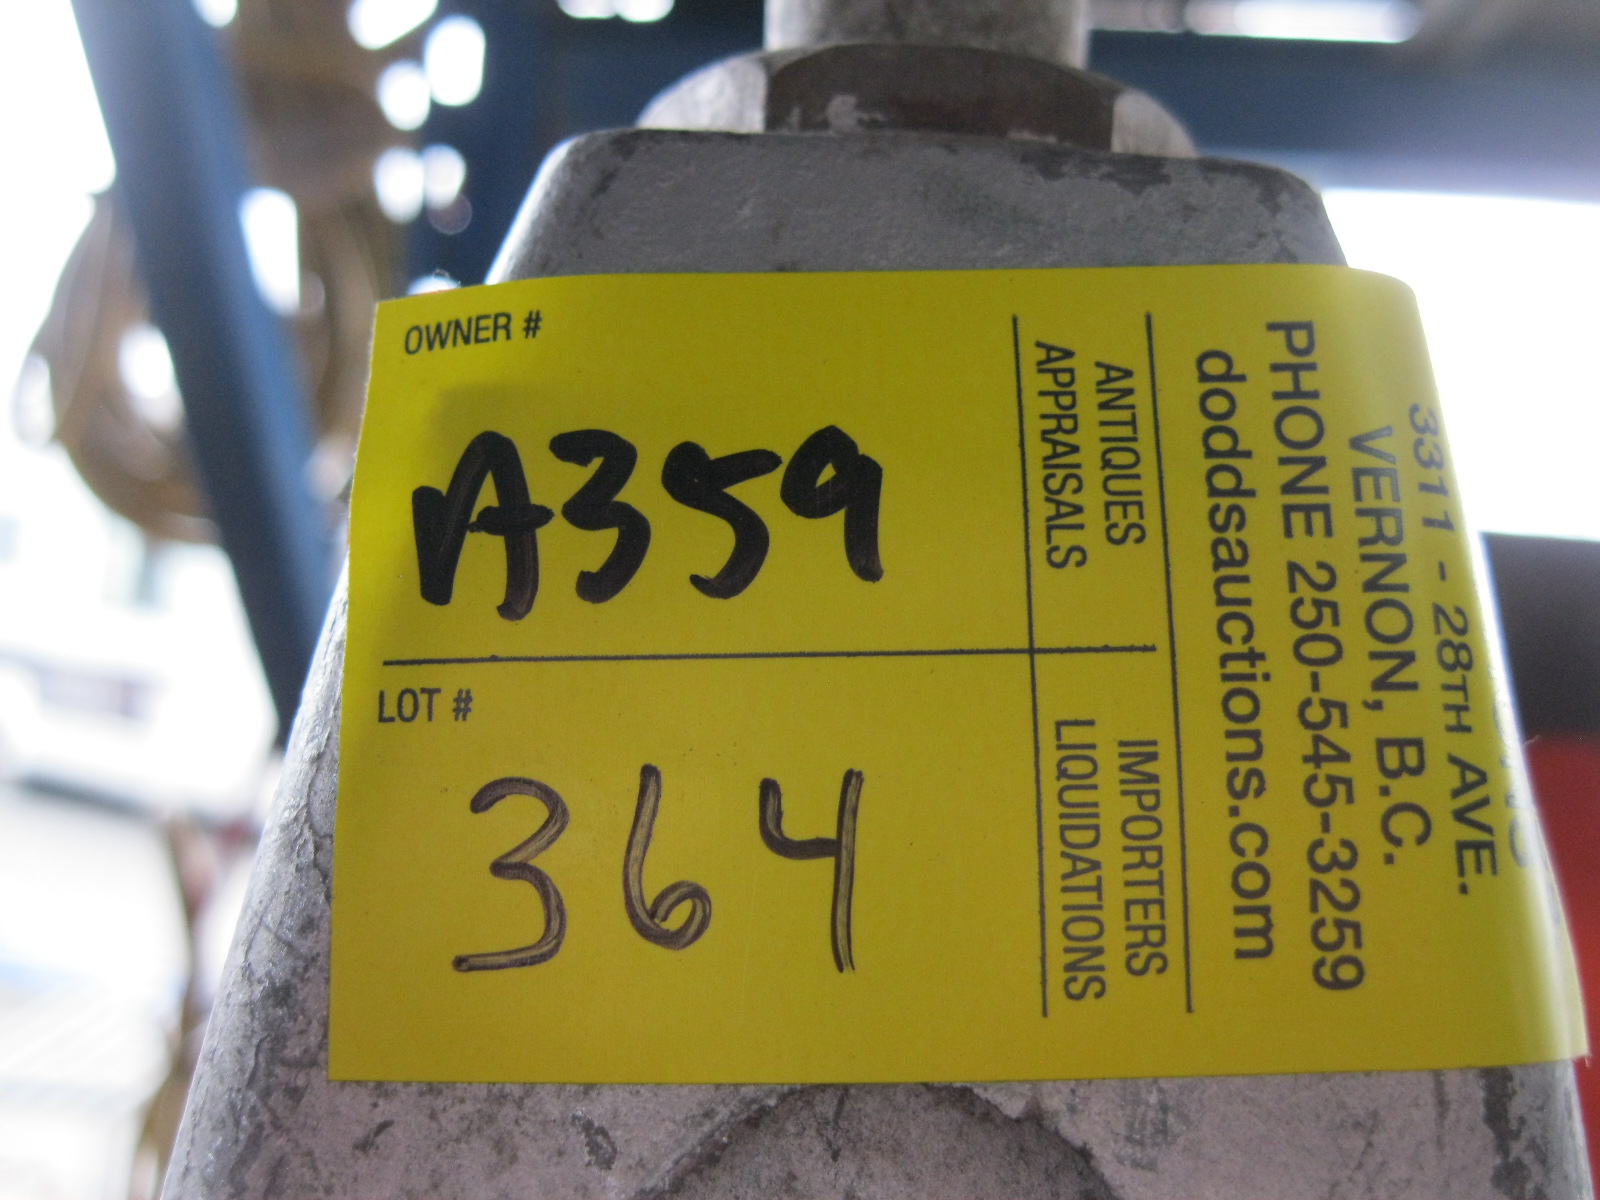 OWNER #
A359
LOT #
364
ANTIQUES
APPRAISALS
IMPORTERS
LIQUIDATIONS
3311 - 28TH AVE.
VERNON, B.C.
PHONE 250-545-3259
doddsauctions.com